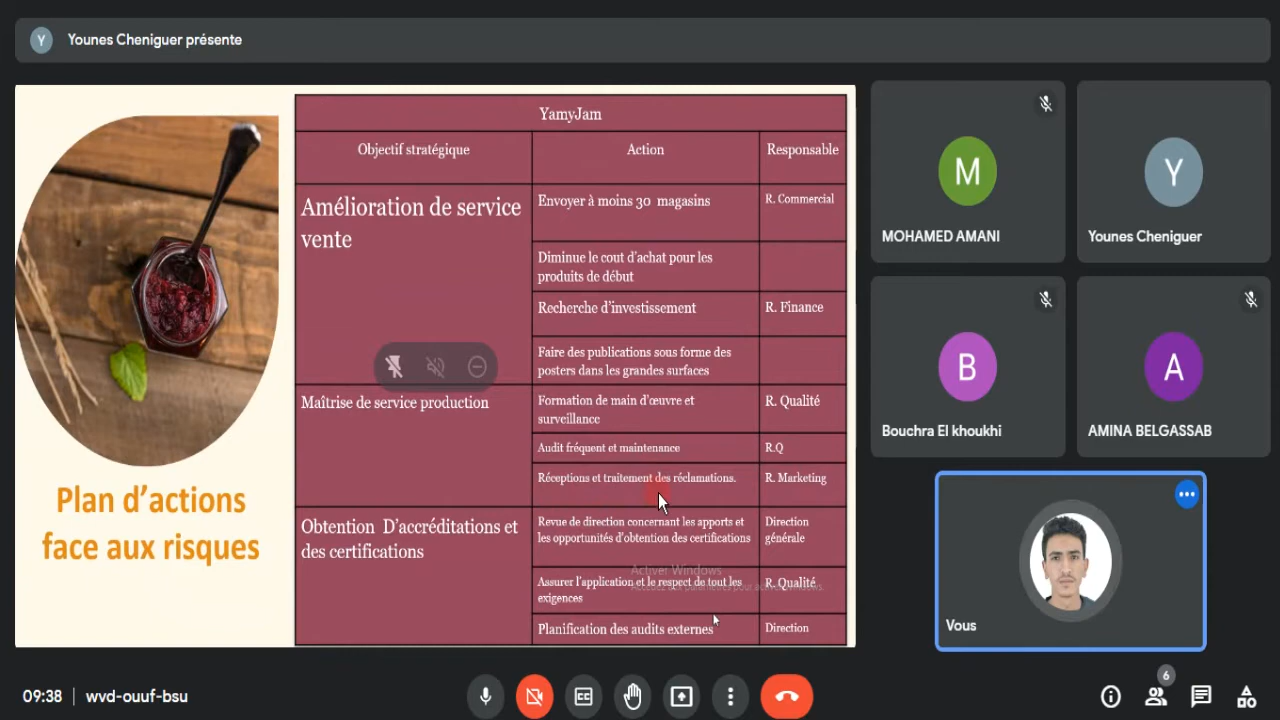 Y
Younes Cheniguer présente
YamyJam
Objectif stratégique
Action
Responsable
Amélioration de service
vente
Envoyer à moins 30 magasins
R. Commercial
Diminue le cout d'achat pour les
produits de début
Recherche d'investissement
R. Finance
Faire des publications sous forme des
posters dans les grandes surfaces
Maîtrise de service production
Formation de main d'œuvre et
surveillance
R. Qualité
Audit fréquent et maintenance
R.Q
Réceptions et traitement des réclamations.
R. Marketing
Obtention D'accréditations et
des certifications
Revue de direction concernant les apports et
les opportunités d'obtention des certifications
Direction
générale
Assurer l'application et le respect de tout les
exigences
R. Qualité
Planification des audits externes
Direction
Activer Windows
Plan d'actions
face aux risques
M
MOHAMED AMANI
Y
Younes Cheniguer
B
Bouchra El khoukhi
A
AMINA BELGASSAB
Vous
09:38 | wvd-ouuf-bsu
CC
6